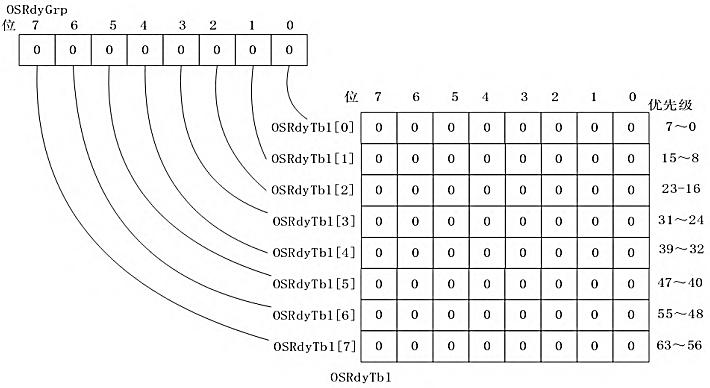 OSRdyGrp
位 7 6 5 4 3 2 1 0
0 0 0 0 0 0 0 0
位 7 6 5 4 3 2 1 0 优先级
OSRdyTbl[0] 0 0 0 0 0 0 0 0 7～0
OSRdyTbl[1] 0 0 0 0 0 0 0 0 15～8
OSRdyTbl[2] 0 0 0 0 0 0 0 0 23-16
OSRdyTbl[3] 0 0 0 0 0 0 0 0 31～24
OSRdyTbl[4] 0 0 0 0 0 0 0 0 39～32
OSRdyTbl[5] 0 0 0 0 0 0 0 0 47～40
OSRdyTbl[6] 0 0 0 0 0 0 0 0 55～48
OSRdyTbl[7] 0 0 0 0 0 0 0 0 63～56
OSRdyTbl